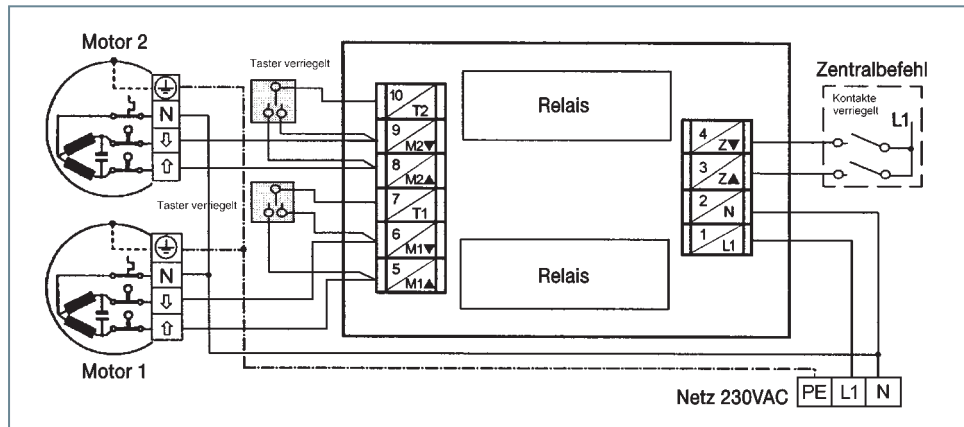 Motor 2
N
⇩
⇧
Taster verriegelt
10 T2
9 M2▼
8 M2▲
7 T1
6 M1▼
5 M1▲
Taster verriegelt
Motor 1
N
⇩
⇧
Relais
Relais
4 Z▼
3 Z▲
2 N
1 L1
Zentralbefehl
Kontakte
verriegelt
L1
Netz 230VAC PE L1 N